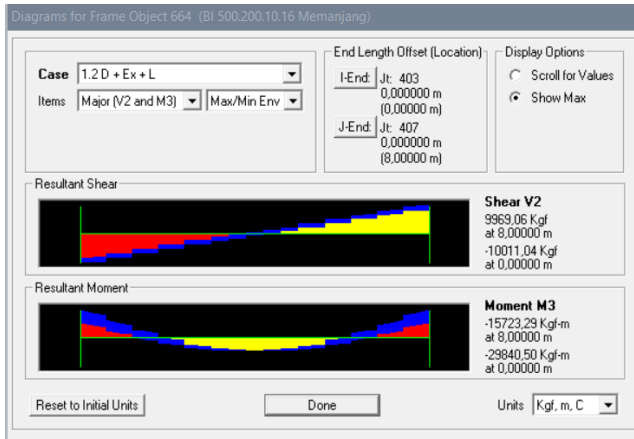 Diagrams for Frame Object 664 (BI 500.200.10.16 Memanjang)
Case 1.2 D + Ex + L
Items Major (V2 and M3) Max/Min Env
End Length Offset (Location)
I-End: Jt: 403
0,000000 m
(0,00000 m)
J-End: Jt: 407
0,000000 m
(8,00000 m)
Display Options
Scroll for Values
Show Max
Resultant Shear
Shear V2
9969,06 Kgf
at 8,00000 m
-10011,04 Kgf
at 0,00000 m
Resultant Moment
Moment M3
-15723,29 Kgf-m
at 8,00000 m
-29840,50 Kgf-m
at 0,00000 m
Reset to Initial Units
Done
Units Kgf, m, C